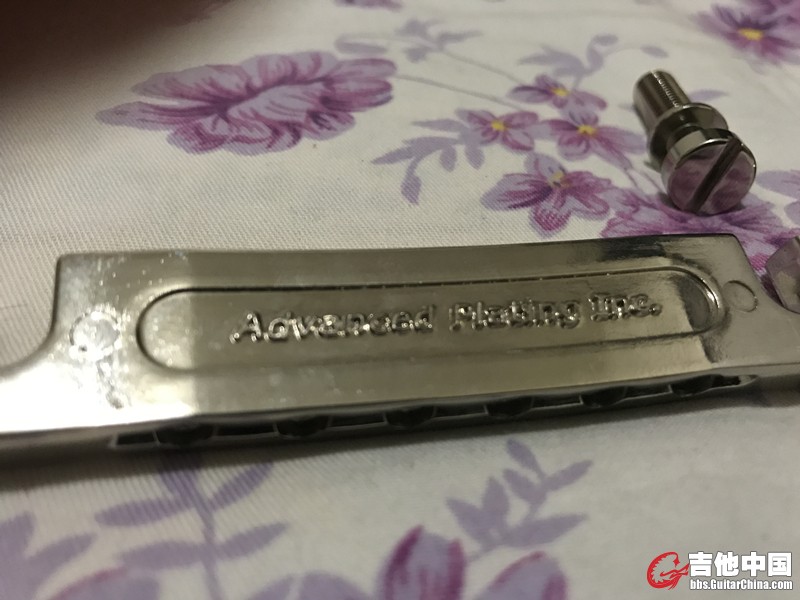 Advanced Plating Inc.
吉他中国
bbs.GuitarChina.com